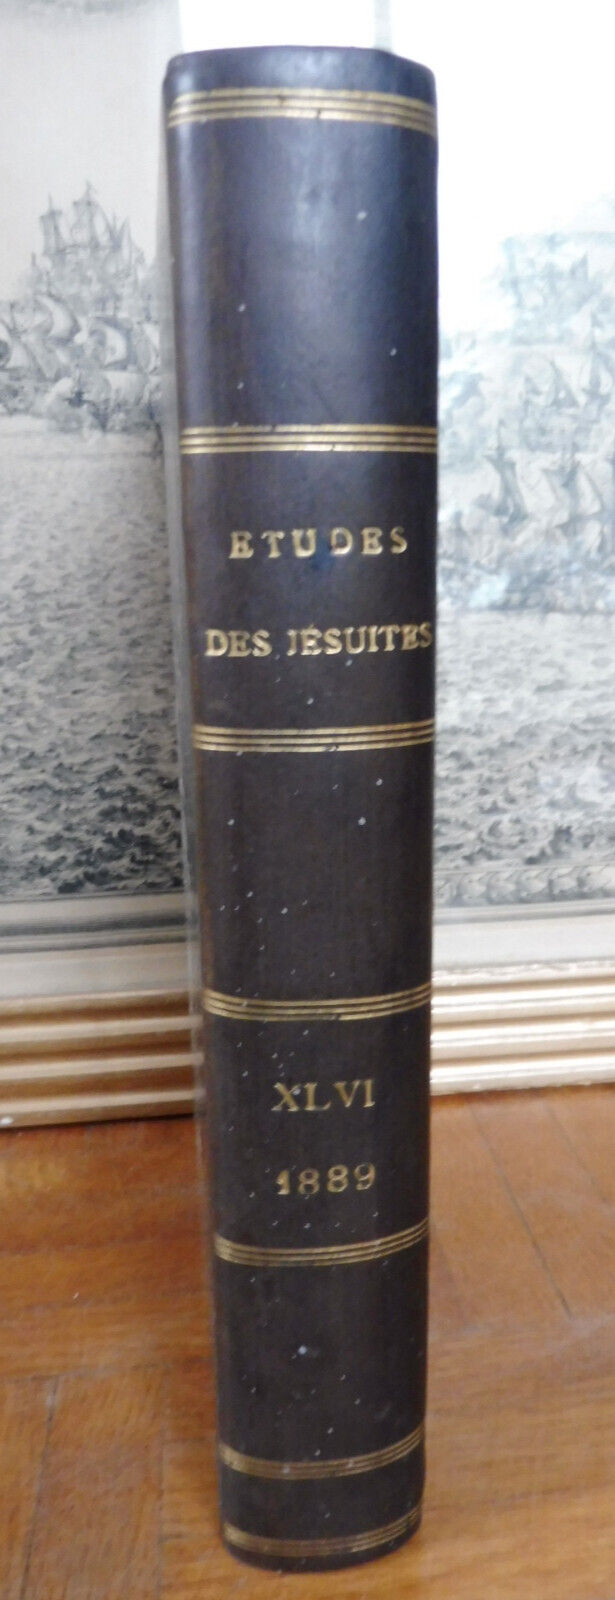 ETUDES
DES JÉSUITES
XLVI
1889